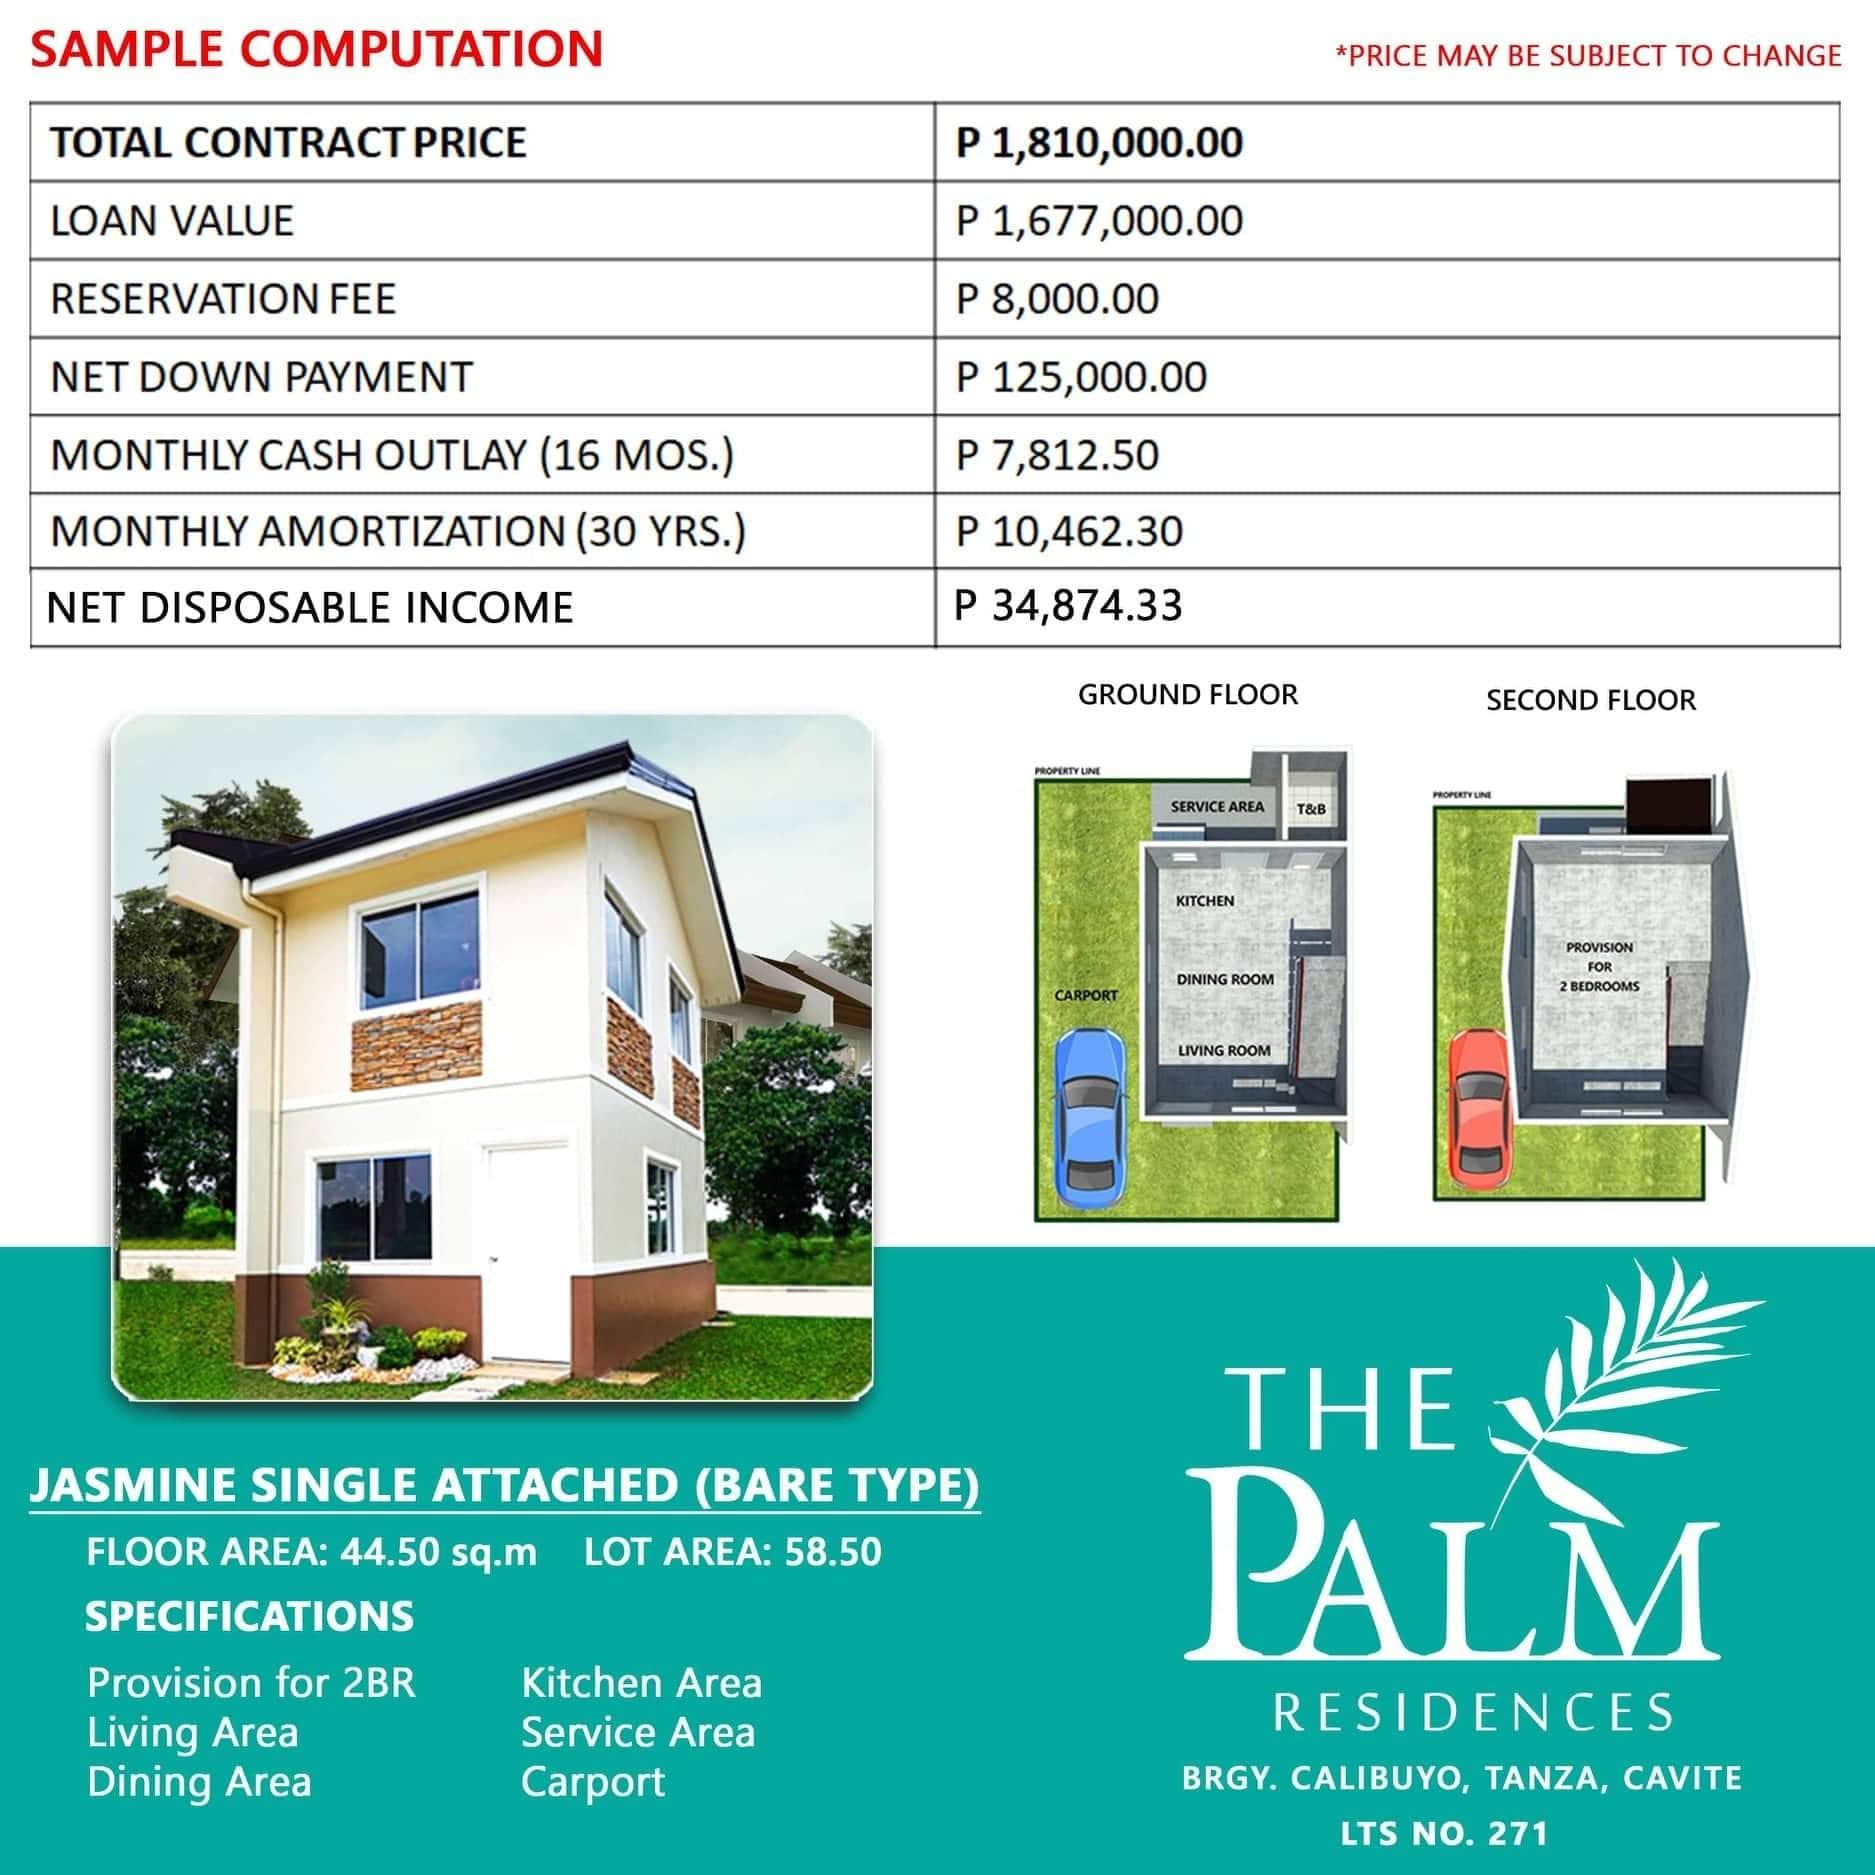 SAMPLE COMPUTATION
*PRICE MAY BE SUBJECT TO CHANGE
TOTAL CONTRACT PRICE P 1,810,000.00
LOAN VALUE P 1,677,000.00
RESERVATION FEE P 8,000.00
NET DOWN PAYMENT P 125,000.00
MONTHLY CASH OUTLAY (16 MOS.) P 7,812.50
MONTHLY AMORTIZATION (30 YRS.) P 10,462.30
NET DISPOSABLE INCOME P 34,874.33
GROUND FLOOR
PROPERTY LINE
SERVICE AREA
T&B
KITCHEN
DINING ROOM
CARPORT
LIVING ROOM
SECOND FLOOR
PROPERTY LINE
PROVISION
FOR
2 BEDROOMS
JASMINE SINGLE ATTACHED (BARE TYPE)
FLOOR AREA: 44.50 sq.m LOT AREA: 58.50
SPECIFICATIONS
Provision for 2BR
Living Area
Dining Area
Kitchen Area
Service Area
Carport
THE
PALM
RESIDENCES
BRGY. CALIBUYO, TANZA, CAVITE
LTS NO. 271